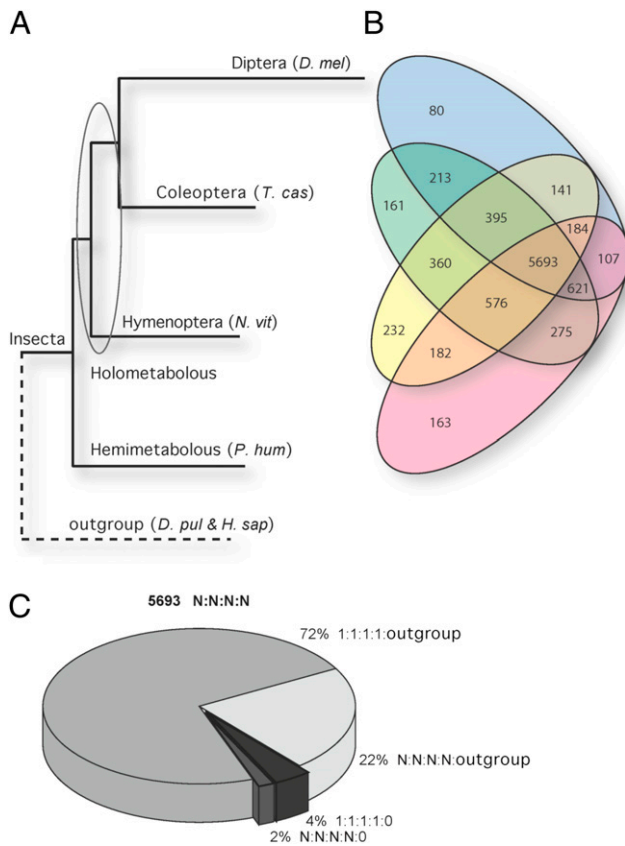 A
Diptera (D. mel)
Coleoptera (T. cas)
Hymenoptera (N. vit)
Insecta
Holometabolous
Hemimetabolous (P. hum)
outgroup (D. pul & H. sap)
B
80
213
141
161
395
184
107
360
5693
621
576
232
275
182
163
C
5693 N:N:N:N
72% 1:1:1:1:outgroup
22% N:N:N:N:outgroup
4% 1:1:1:1:0
2% N:N:N:N:0